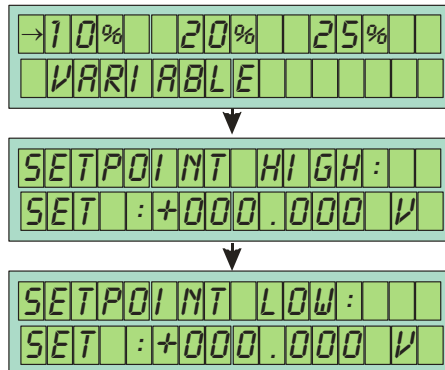 →10% 20% 25%
VARIABLE
SETPOINT HIGH:
SET :+000.000 V
SETPOINT LOW:
SET :+000.000 V